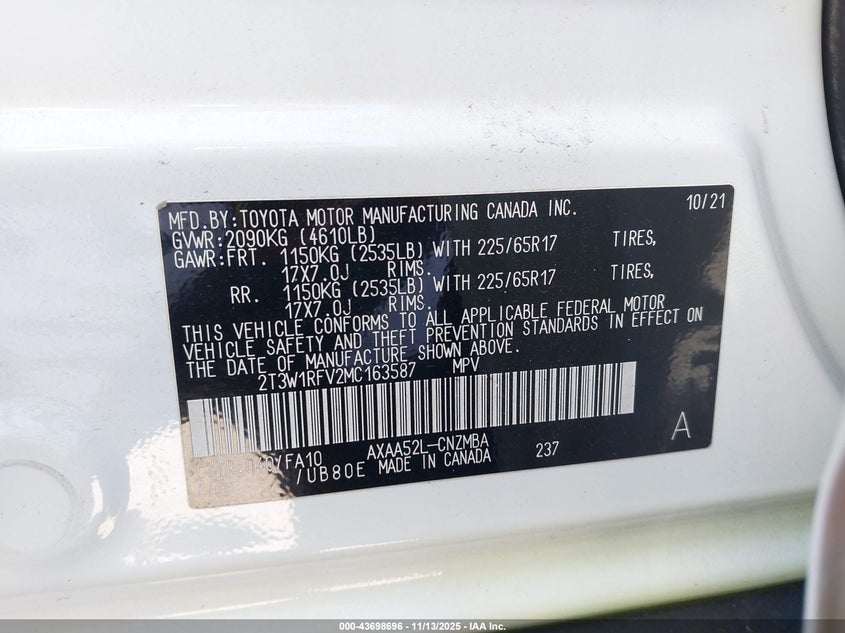 MFD.BY:TOYOTA MOTOR MANUFACTURING CANADA INC. 10/21
GVWR:2090KG (4610LB)
GAWR:FRT. 1150KG (2535LB) WITH 225/65R17 TIRES,
17X7.0J RIMS.
RR. 1150KG (2535LB) WITH 225/65R17 TIRES,
17X7.0J RIMS.
THIS VEHICLE CONFORMS TO ALL APPLICABLE FEDERAL MOTOR
VEHICLE SAFETY AND THEFT PREVENTION STANDARDS IN EFFECT ON
THE DATE OF MANUFACTURE SHOWN ABOVE.
2T3W1RFV2MC163587 MPV
A
/FA10 AXAA52L-CNZMBA 237
/UB80E MADE IN CANADA
000-43698696 - 11/13/2025 - IAA Inc.